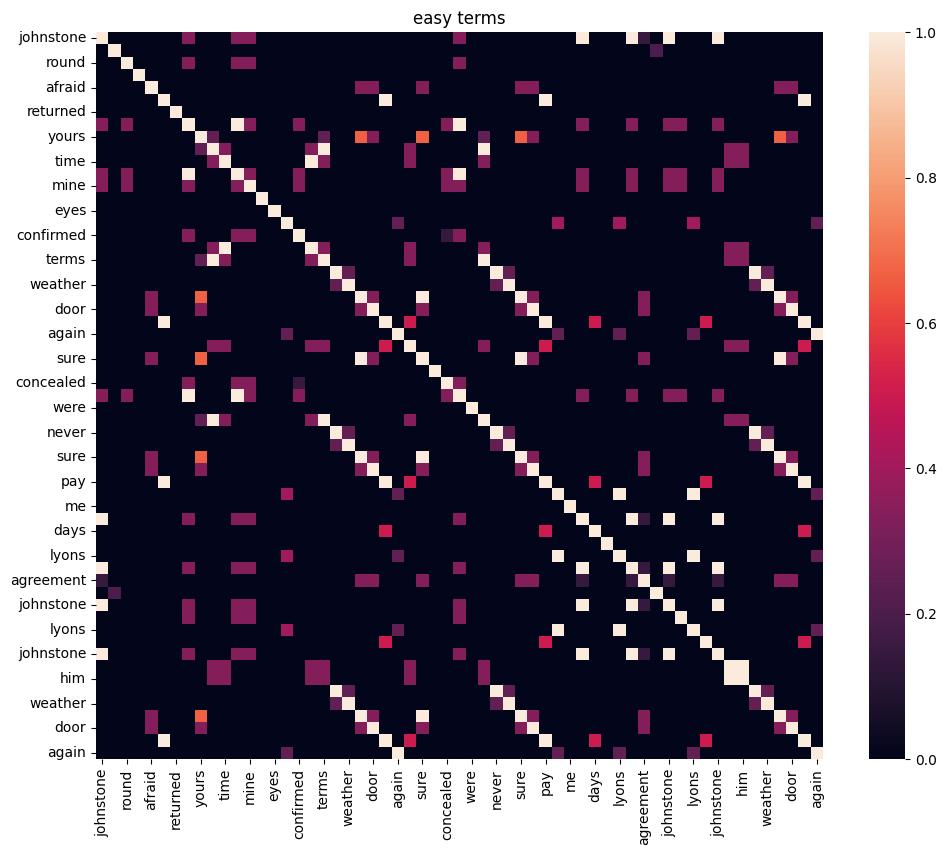 easy terms
johnstone
round
afraid
returned
yours
time
mine
eyes
confirmed
terms
weather
door
again
sure
concealed
were
never
sure
pay
me
days
lyons
agreement
johnstone
lyons
johnstone
him
weather
door
again
1.0
0.8
0.6
0.4
0.2
0.0
johnstone
round
afraid
returned
yours
time
mine
eyes
confirmed
terms
weather
door
again
sure
concealed
were
never
sure
pay
me
days
lyons
agreement
johnstone
lyons
johnstone
him
weather
door
again